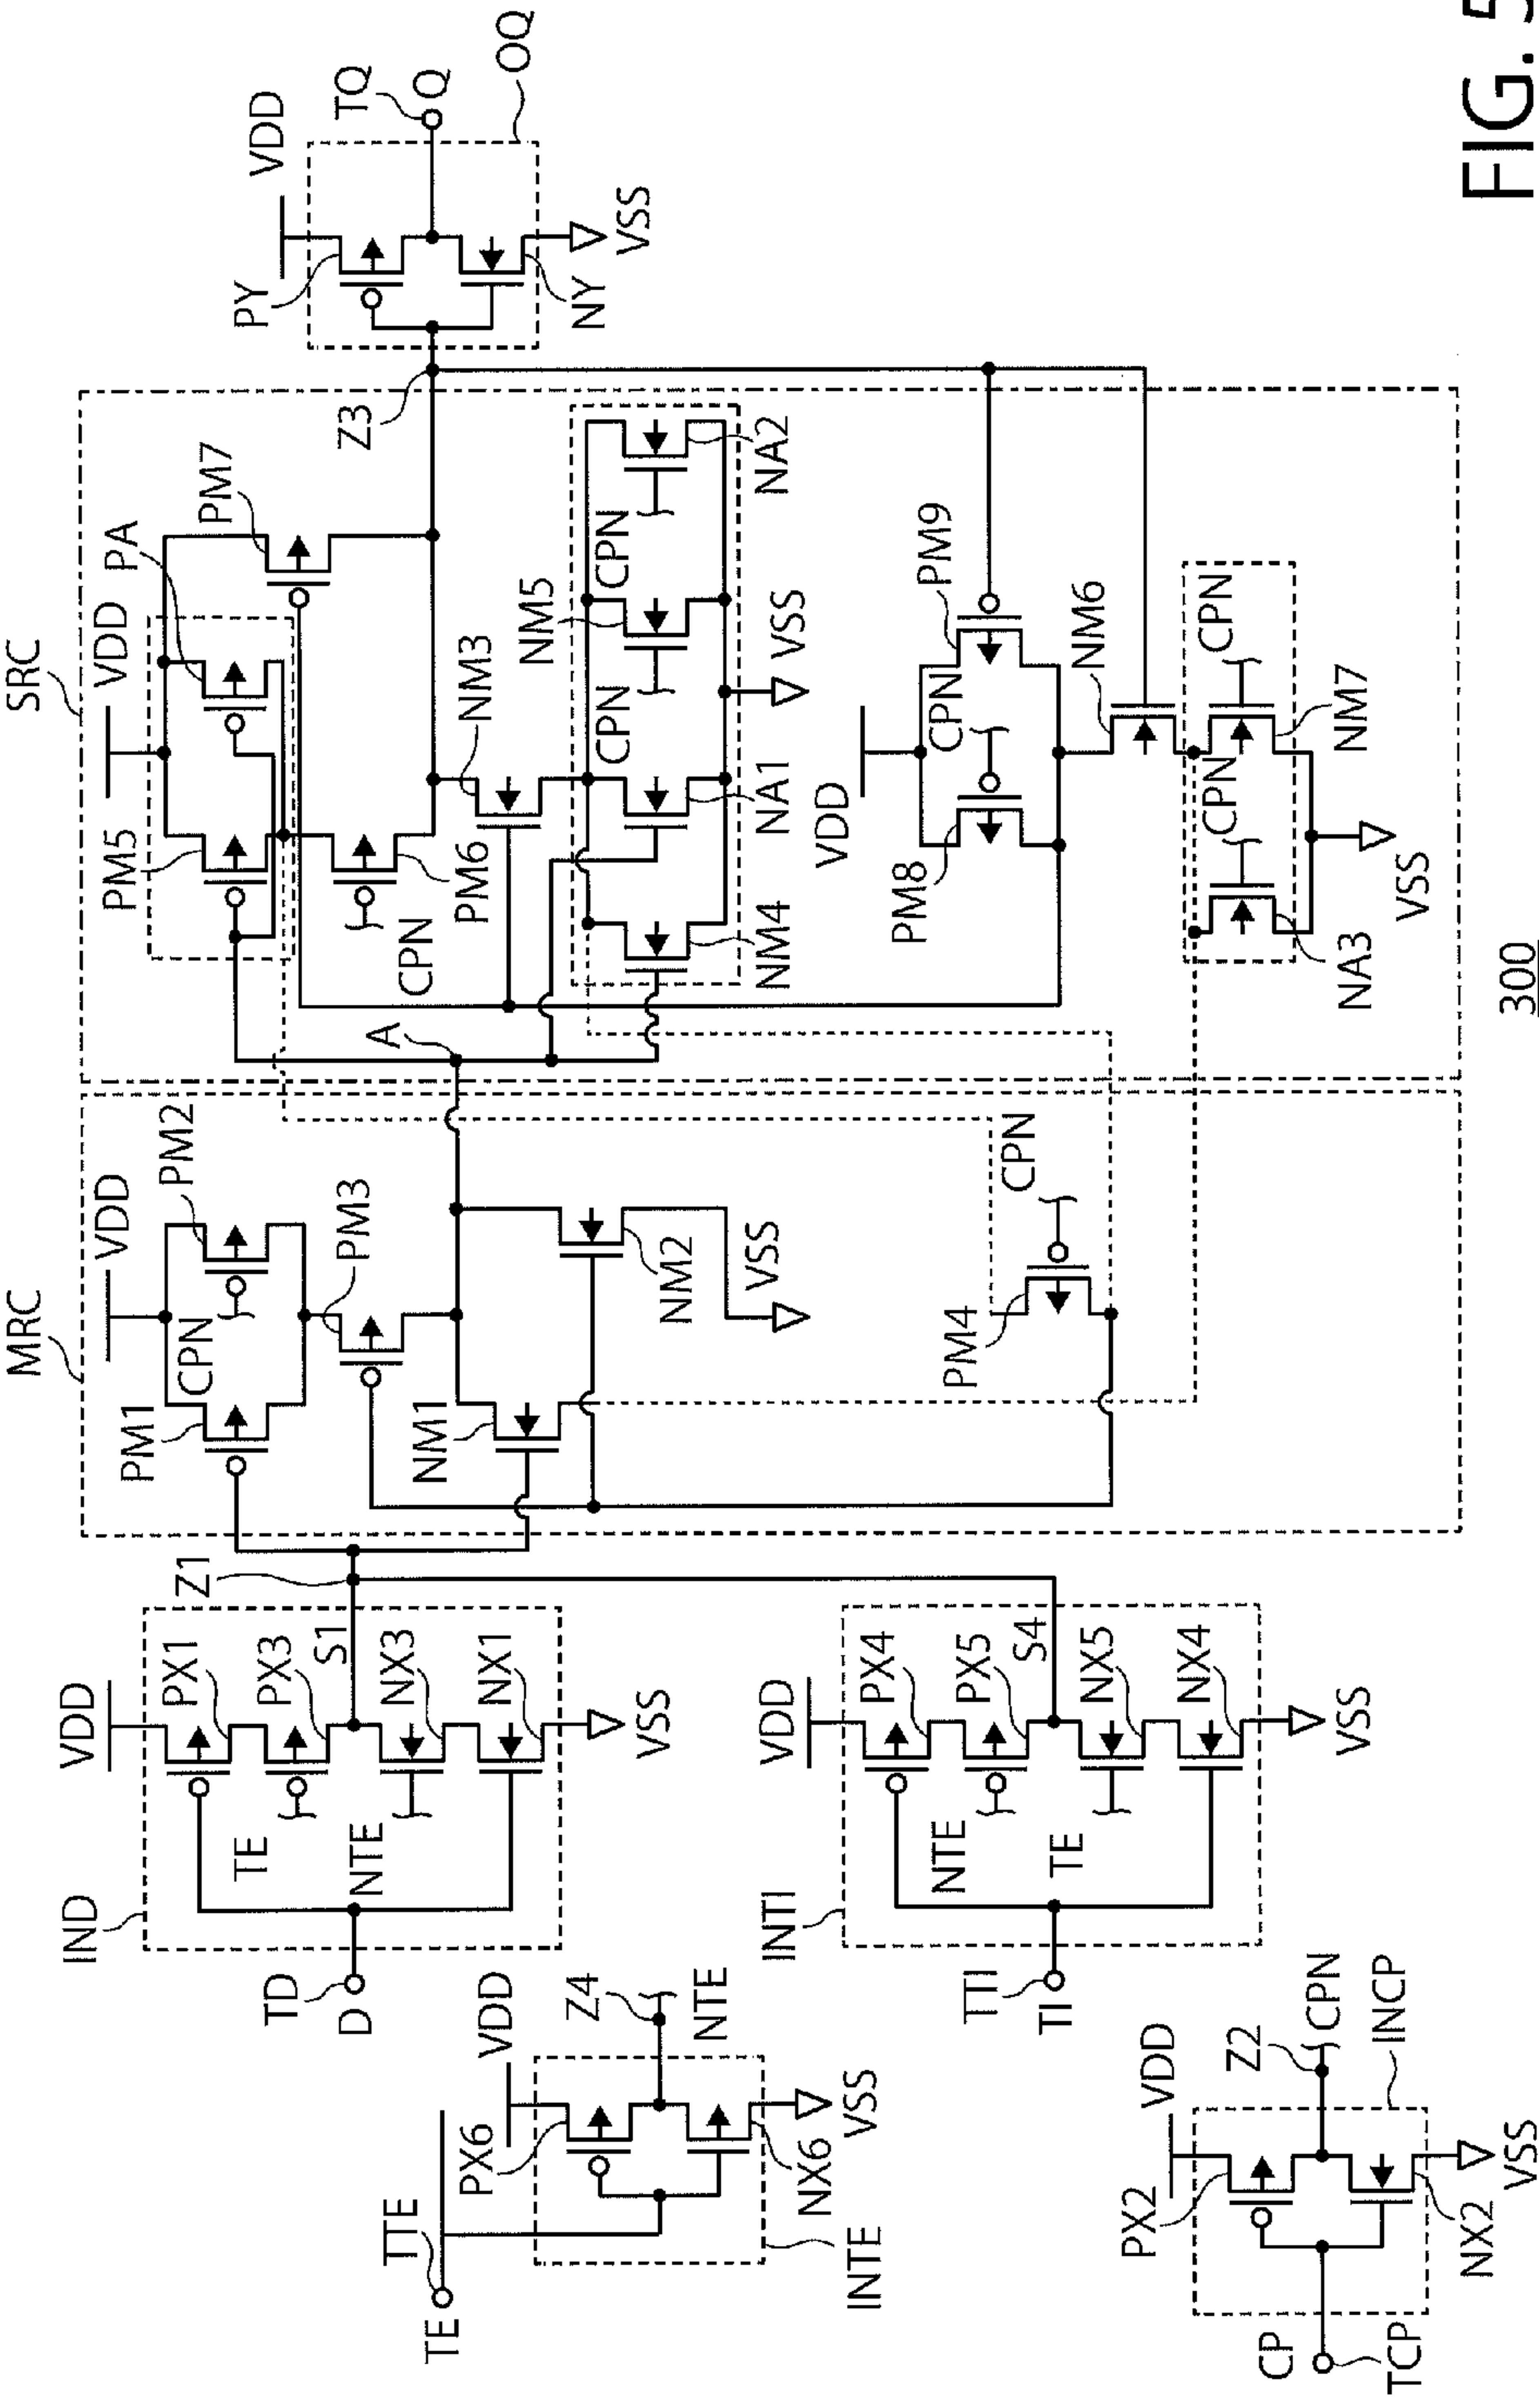 FIG. 5
300
SRC
MRC
IND
TD
D
VDD
PX1
TE
PX3
S1
NTE
NX3
NX1
VSS
Z1
TTE
TE
PX6
VDD
Z4
NTE
NX6
VSS
INTE
INTI
TTI
TI
VDD
PX4
NTE
PX5
S4
TE
NX5
NX4
VSS
CP
TCP
PX2
VDD
Z2
CPN
INCP
NX2
VSS
VDD
PM1
CPN
PM2
PM3
NM1
NM2
VSS
PM4
CPN
A
VDD
PM5
PA
PM7
PM6
CPN
NM3
Z3
NM4
NA1
CPN
NM5
CPN
NA2
VSS
VDD
PM8
CPN
PM9
NM6
CPN
CPN
NA3
NM7
VSS
PY
VDD
TQ
Q
OQ
NY
VSS